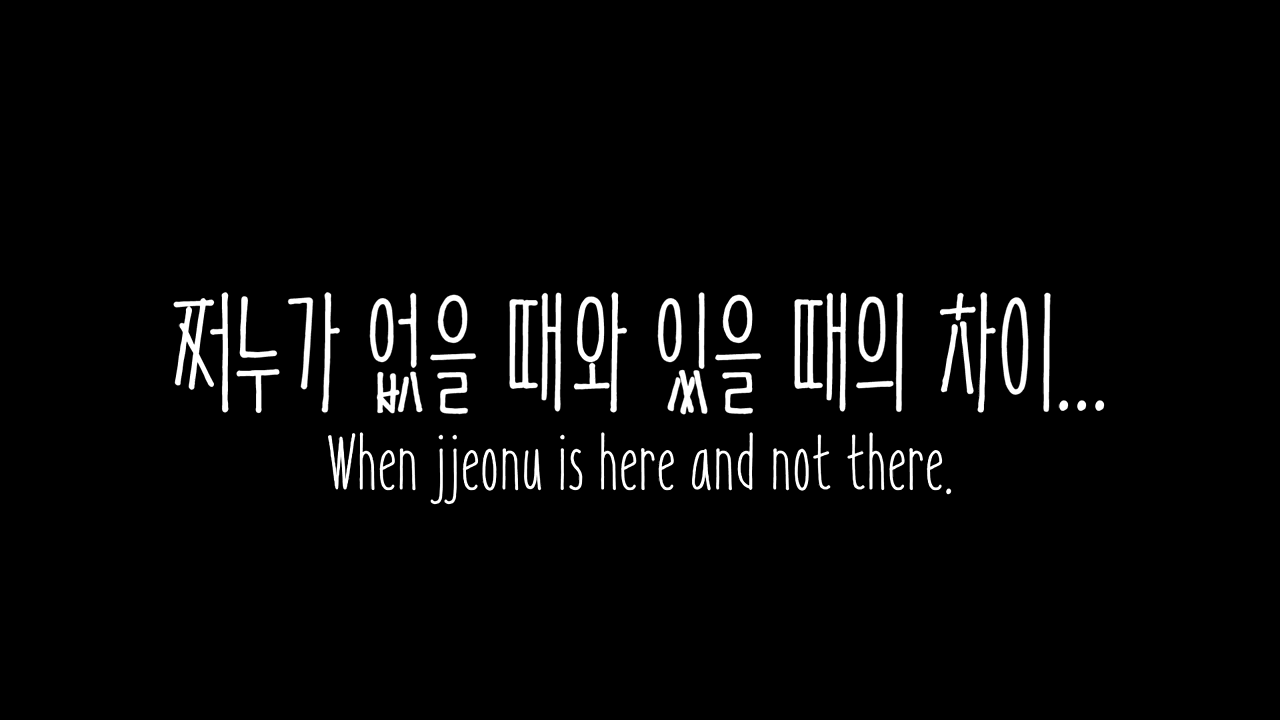 쩌누가 없을 때와 있을 때의 차이...
When jjeonu is here and not there.